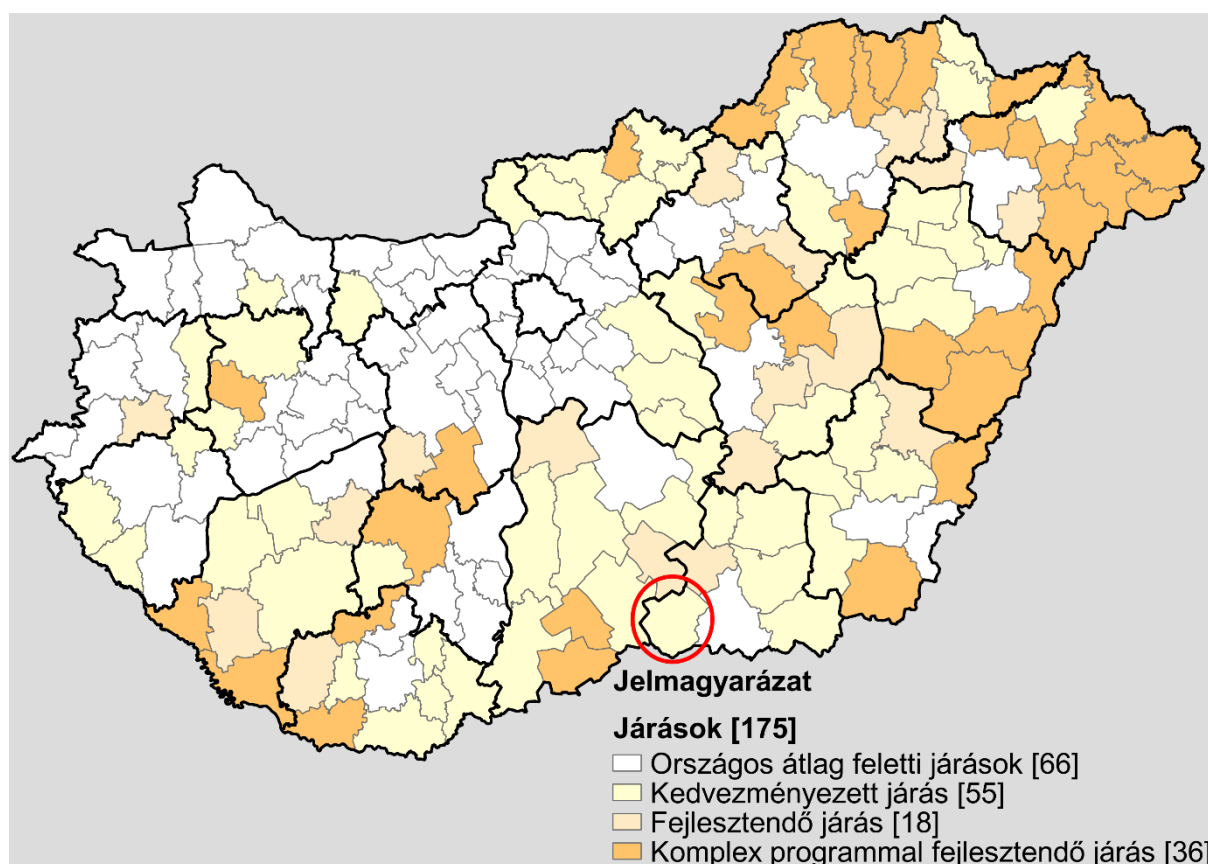 Jelmagyarázat
Járások [175]
Országos átlag feletti járások [66]
Kedvezményezett járás [55]
Fejlesztendő járás [18]
Komplex programmal fejlesztendő járás [36]